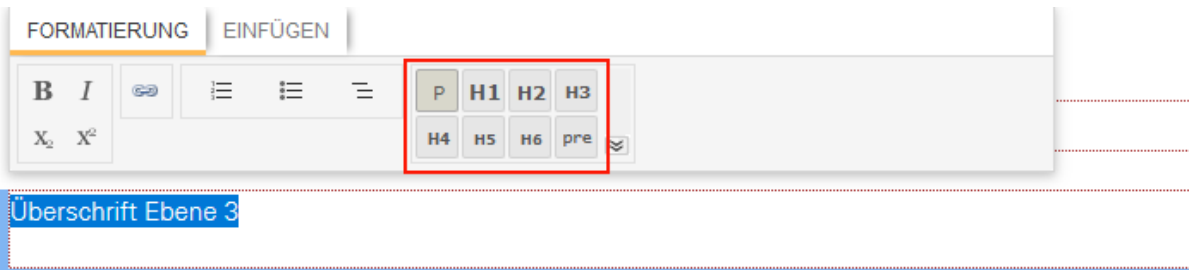 FORMATIERUNG EINFÜGEN
B I P H1 H2 H3
X₂ X² H4 H5 H6 pre
Überschrift Ebene 3